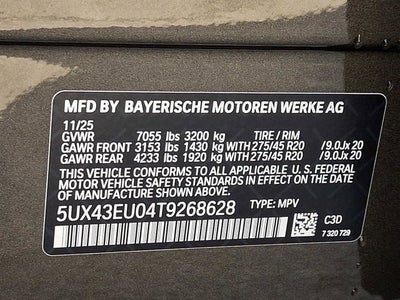 MFD BY BAYERISCHE MOTOREN WERKE AG
11/25
GVWR 7055 lbs 3200 kg TIRE / RIM
GAWR FRONT 3153 lbs 1430 kg WITH 275/45 R20 /9.0Jx 20
GAWR REAR 4233 lbs 1920 kg WITH 275/45 R20 /9.0Jx 20
THIS VEHICLE CONFORMS TO ALL APPLICABLE U. S. FEDERAL
MOTOR VEHICLE SAFETY STANDARDS IN EFFECT ON THE DATE
OF MANUFACTURE SHOWN ABOVE.
5UX43EU04T9268628 TYPE: MPV C3D
7 320 729